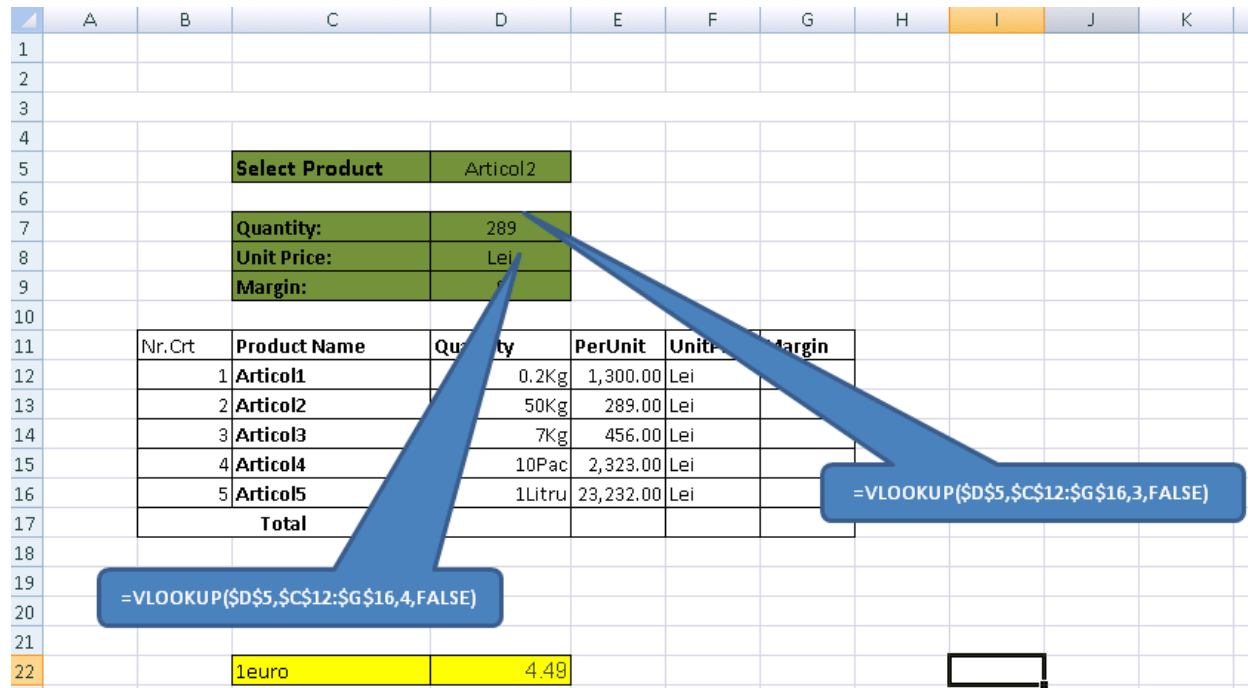 A B C D E F G H I J K
1
2
3
4
5 Select Product Articol2
6
7 Quantity: 289
8 Unit Price: Lei
9 Margin:
10
11 Nr.Crt Product Name PerUnit
12 1 Articol1 0.2Kg 1,300.00 Lei
13 2 Articol2 50Kg 289.00 Lei
14 3 Articol3 7Kg 456.00 Lei
15 4 Articol4 10Pac 2,323.00 Lei
16 5 Articol5 1Litru 23,232.00 Lei
=VLOOKUP($D$5,$C$12:$G$16,3,FALSE)
17 Total
18
19
=VLOOKUP($D$5,$C$12:$G$16,4,FALSE)
20
21
22 1euro 4.49